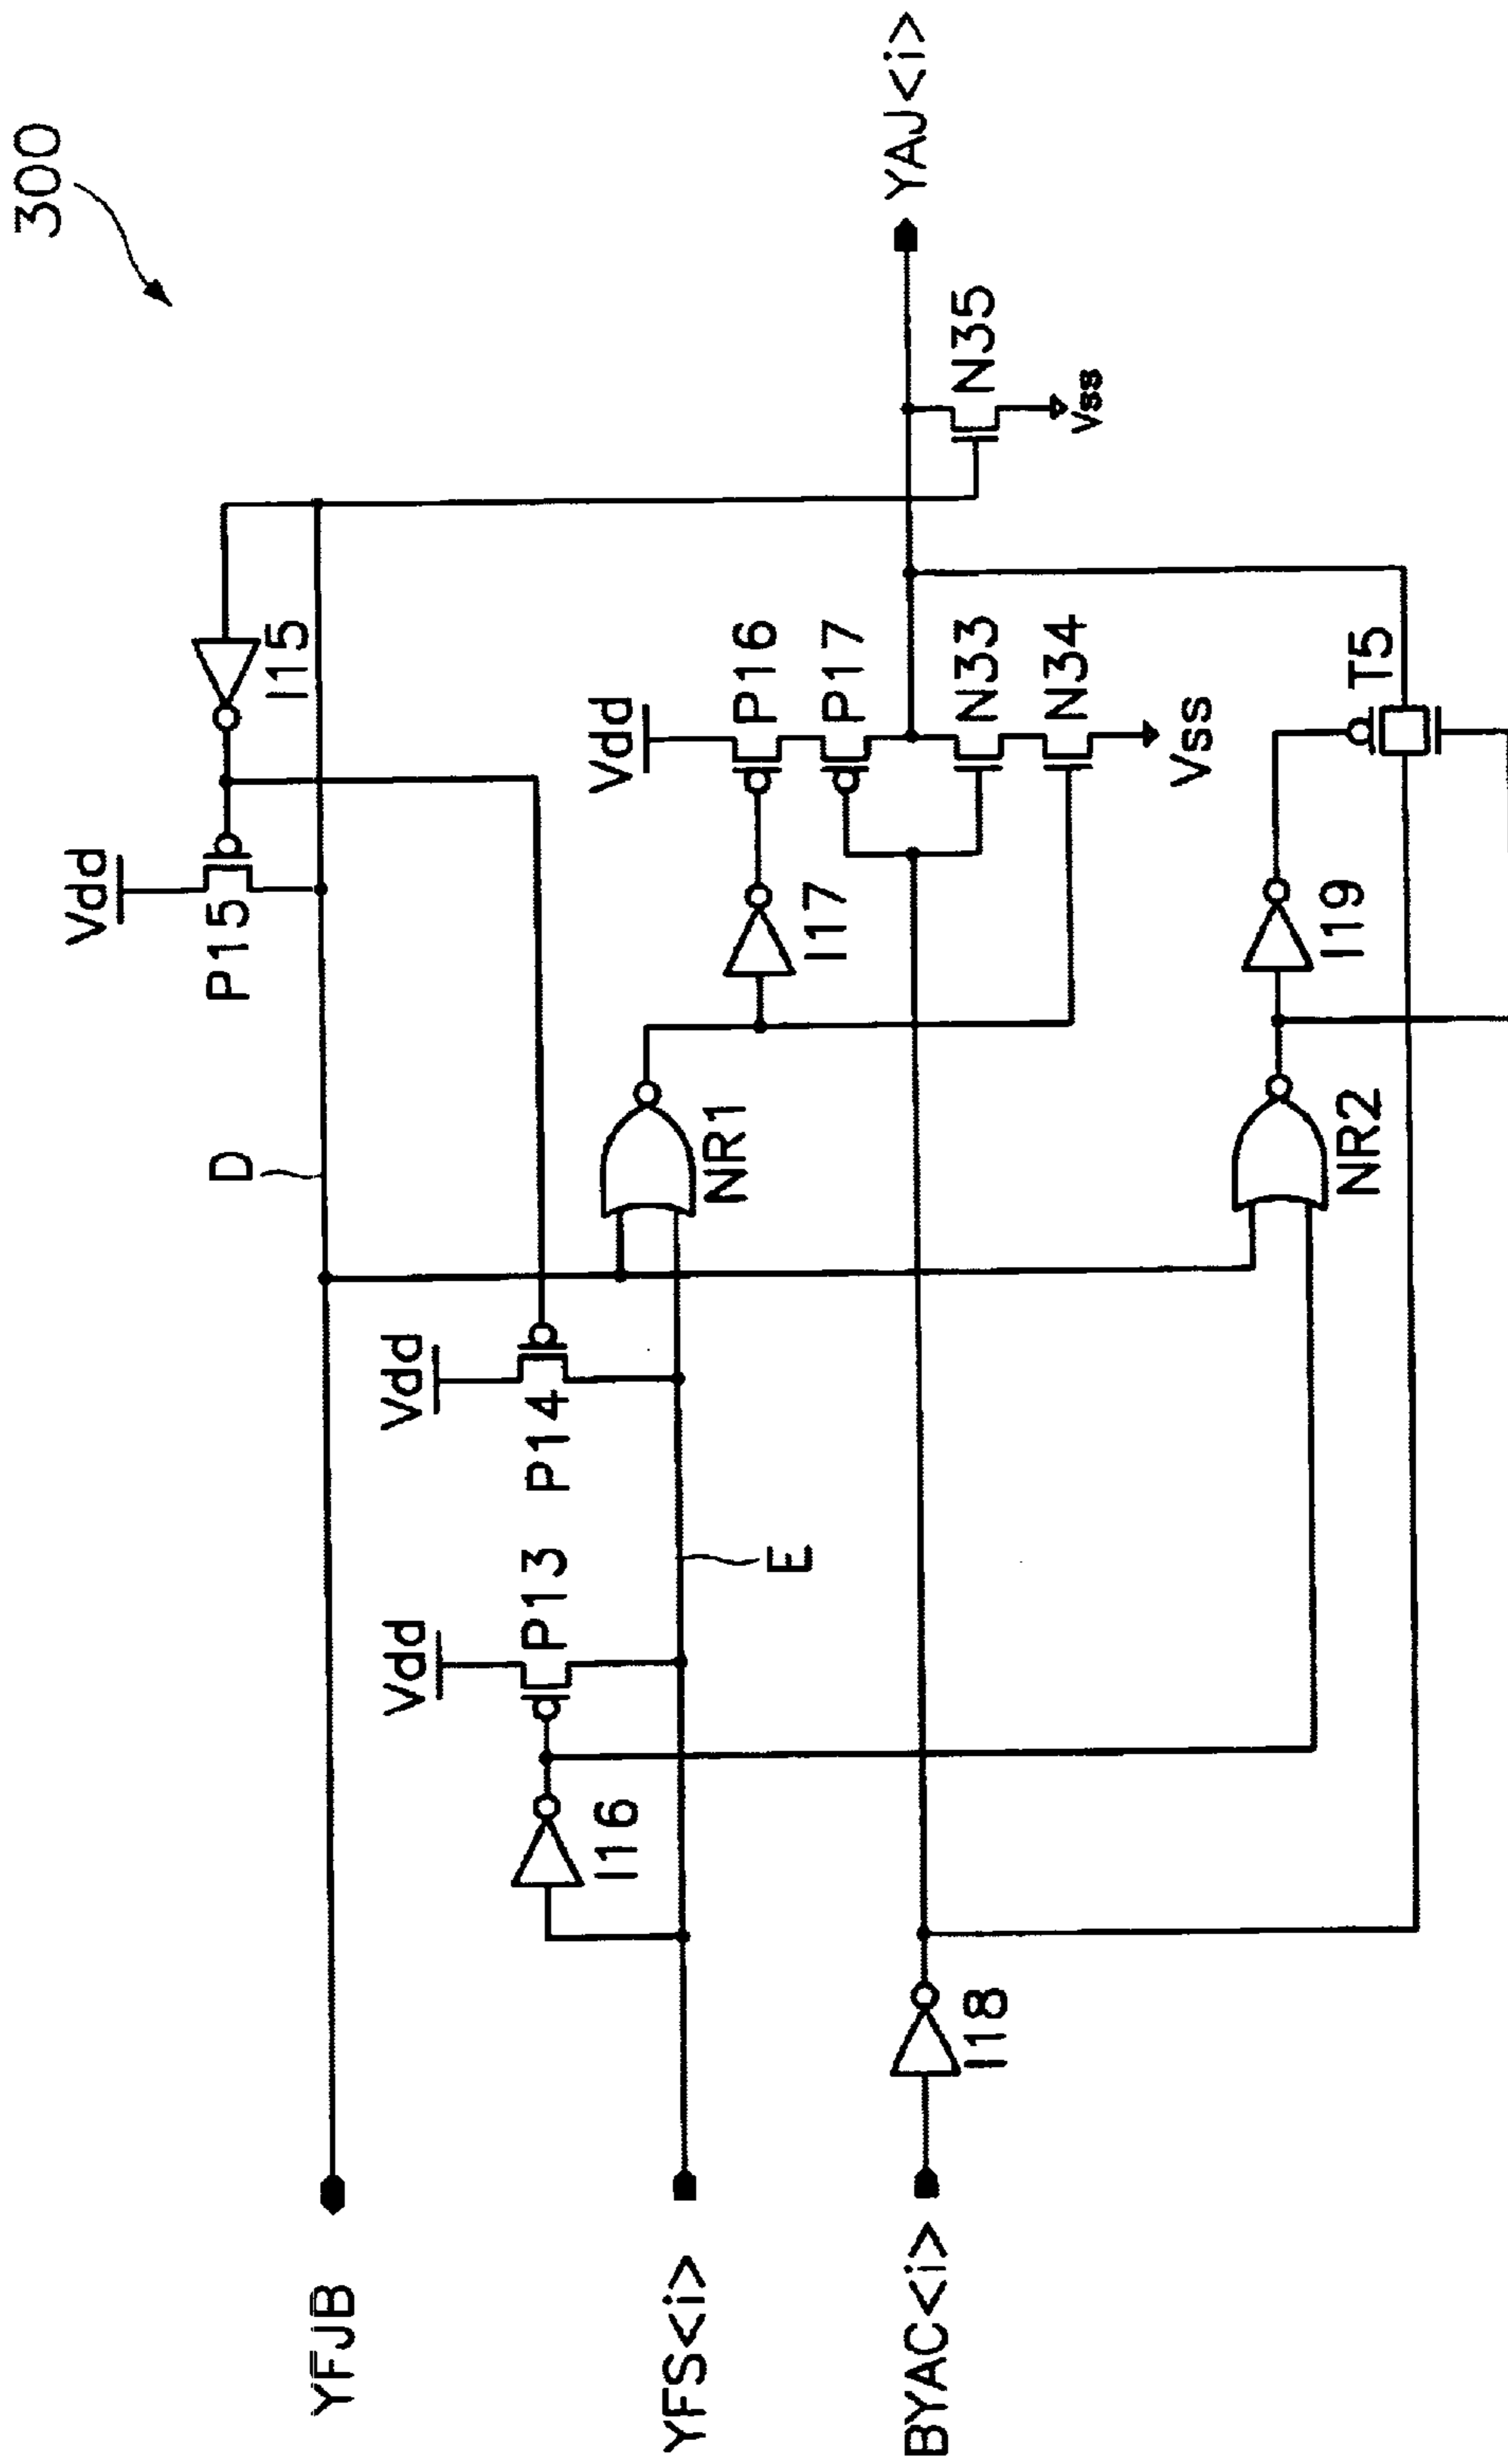 300
YFJB
D
Vdd
P15
I15
Vdd
P13
Vdd
P14
I16
E
NR1
Vdd
P16
P17
I17
N33
N34
Vss
N35
Vss
YAJ<i>
YFS<i>
BYAC<i>
I18
NR2
I19
T5